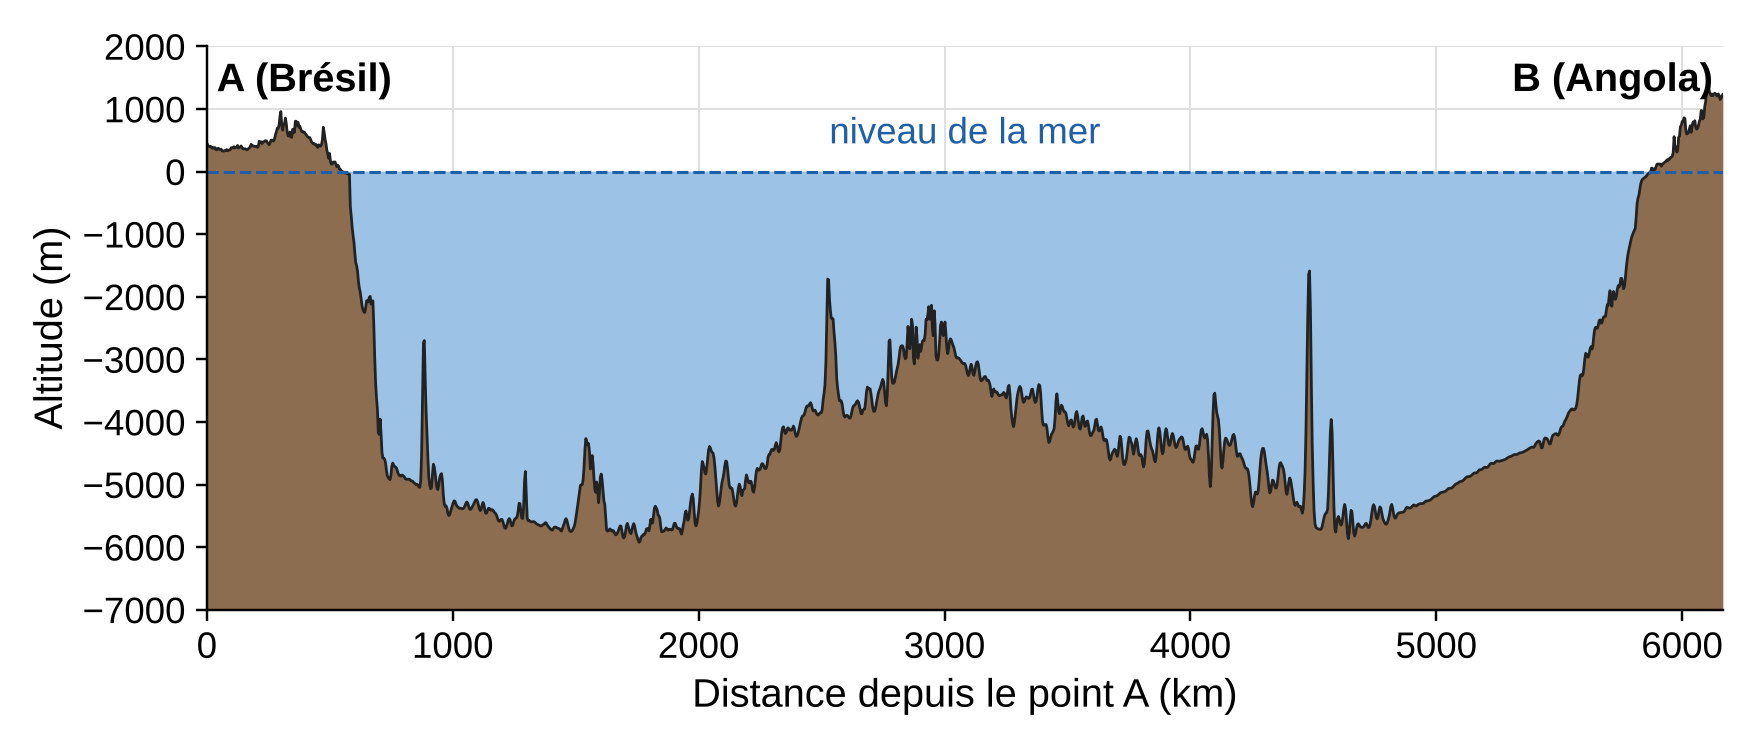 2000
A (Brésil)
B (Angola)
1000
niveau de la mer
0
−1000
−2000
−3000
−4000
−5000
−6000
−7000
Altitude (m)
0 1000 2000 3000 4000 5000 6000
Distance depuis le point A (km)